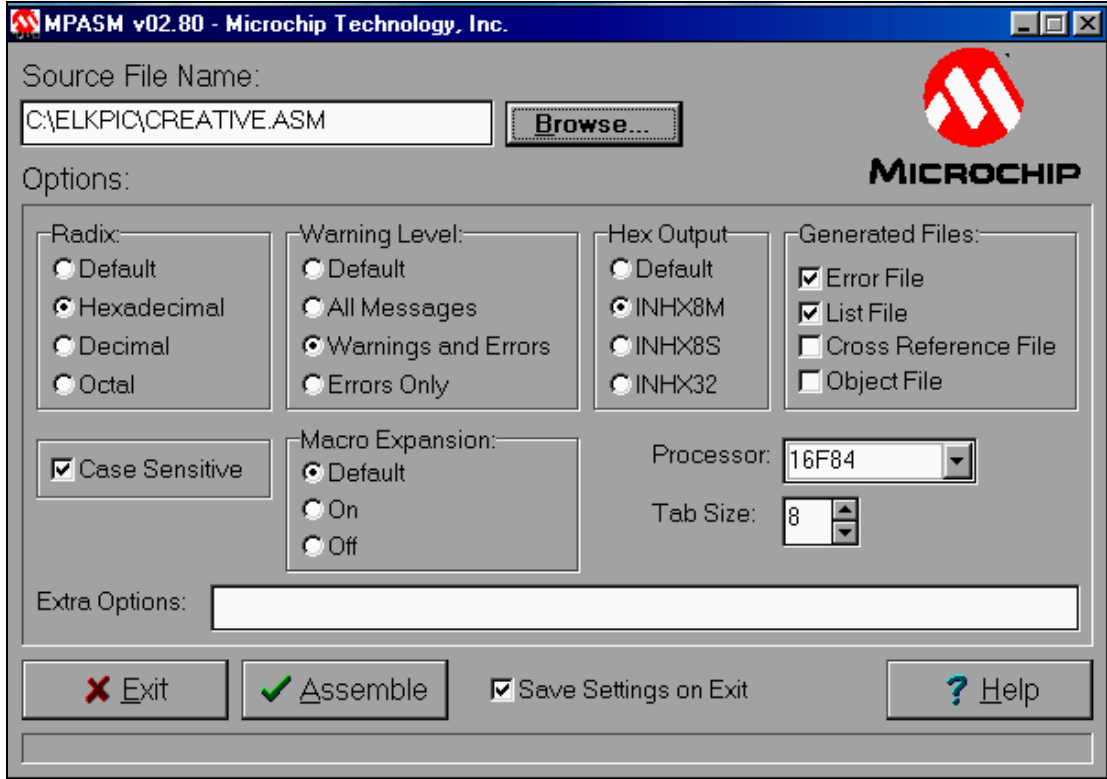 MPASM v02.80 - Microchip Technology, Inc.
Source File Name:
C:\ELKPIC\CREATIVE.ASM
Browse...
MICROCHIP
Options:
Radix:
Default
Hexadecimal
Decimal
Octal
Warning Level:
Default
All Messages
Warnings and Errors
Errors Only
Hex Output
Default
INHX8M
INHX8S
INHX32
Generated Files:
Error File
List File
Cross Reference File
Object File
Case Sensitive
Macro Expansion:
Default
On
Off
Processor: 16F84
Tab Size: 8
Extra Options:
Exit
Assemble
Save Settings on Exit
? Help